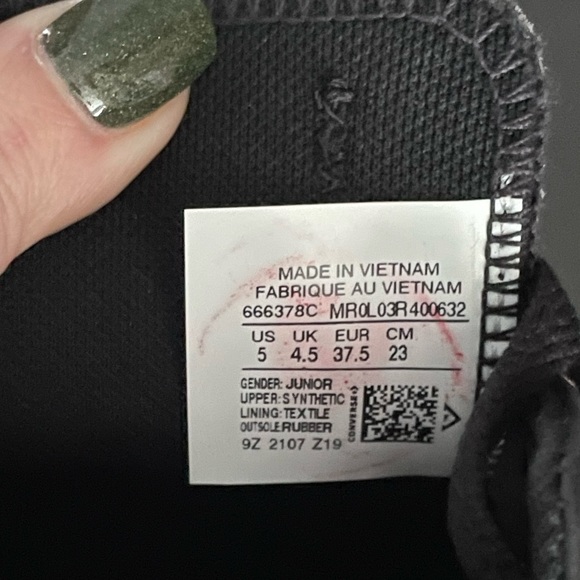 MADE IN VIETNAM
FABRIQUE AU VIETNAM
666378C MR0L03R400632
US UK EUR CM
5 4.5 37.5 23
GENDER: JUNIOR
UPPER: SYNTHETIC
LINING: TEXTILE
OUTSOLE: RUBBER
9Z 2107 Z19
CONVERSE